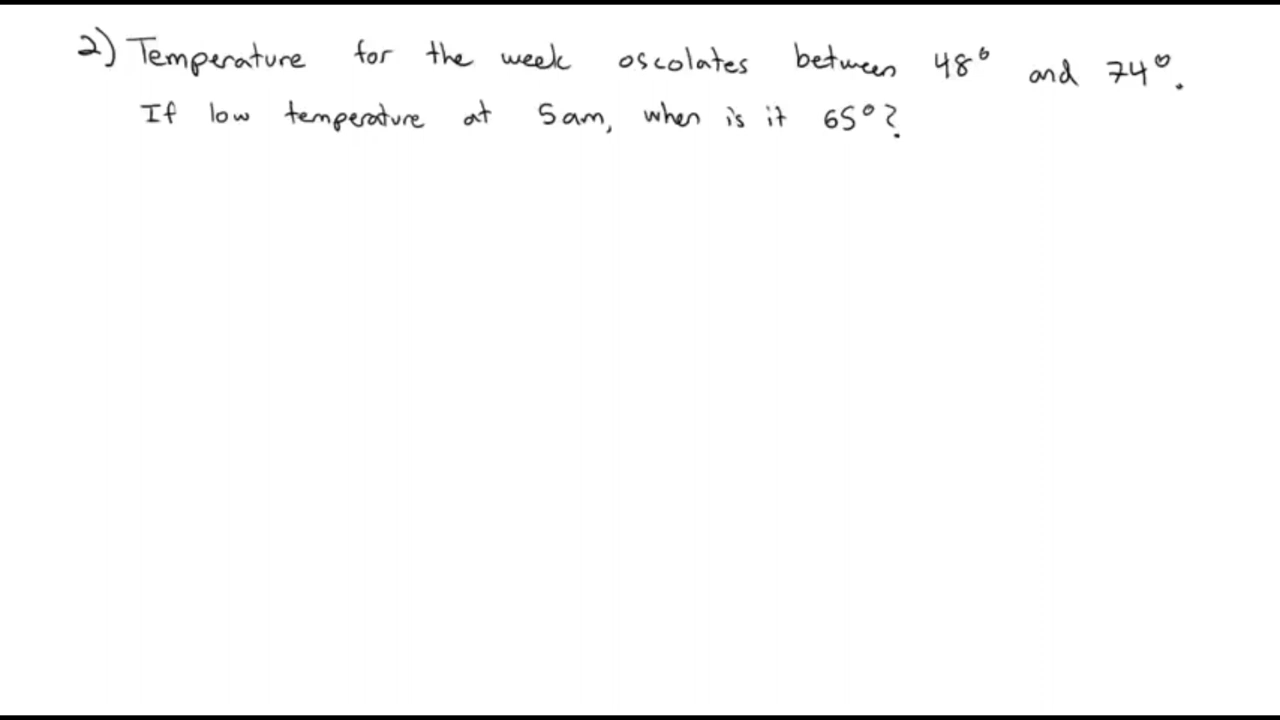 2) Temperature for the week oscolates between 48° and 74°.
If low temperature at 5am, when is it 65°?